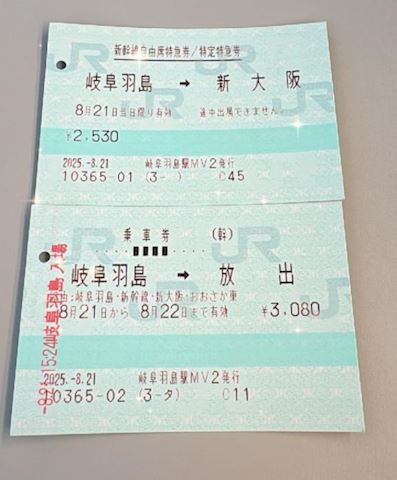 JR
新幹線自由席特急券/特定特急券
岐阜羽島 → 新大阪
8月21日当日限り有効 途中出場できません。
¥2,530
2025.-8.21 岐阜羽島駅MV2発行
10365-01 (3- ) C45
JR
乗車券 (幹)
岐阜羽島 → 放出
経由:岐阜羽島・新幹線・新大阪・おおさか東
8月21日から 8月22日まで有効 ¥3,080
2025.-8.21 岐阜羽島駅MV2発行
10365-02 (3-タ) C11
岐阜羽島 入場